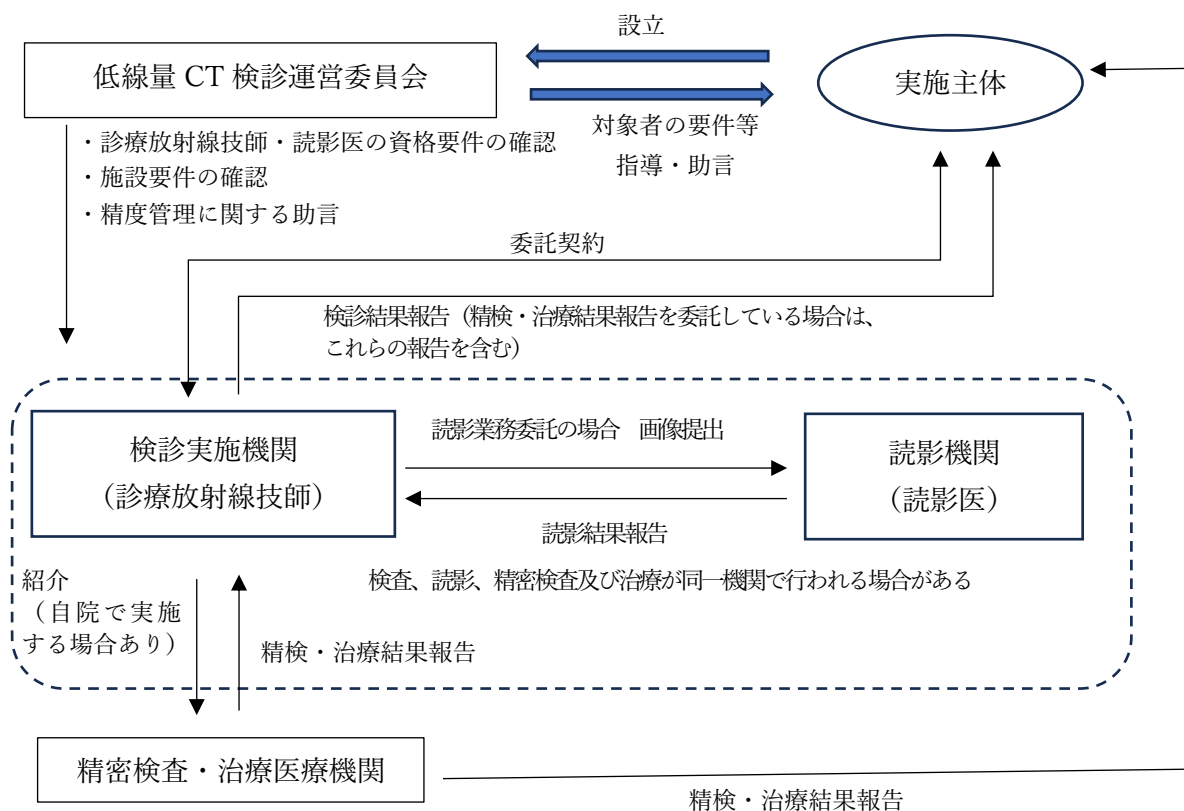 設立
低線量 CT 検診運営委員会
実施主体
対象者の要件等
指導・助言
・診療放射線技師・読影医の資格要件の確認
・施設要件の確認
・精度管理に関する助言
委託契約
検診結果報告（精検・治療結果報告を委託している場合は、
これらの報告を含む）
検診実施機関
（診療放射線技師）
読影業務委託の場合　画像提出
読影機関
（読影医）
読影結果報告
検査、読影、精密検査及び治療が同一機関で行われる場合がある
紹介
（自院で実施
する場合あり）
精検・治療結果報告
精密検査・治療医療機関
精検・治療結果報告